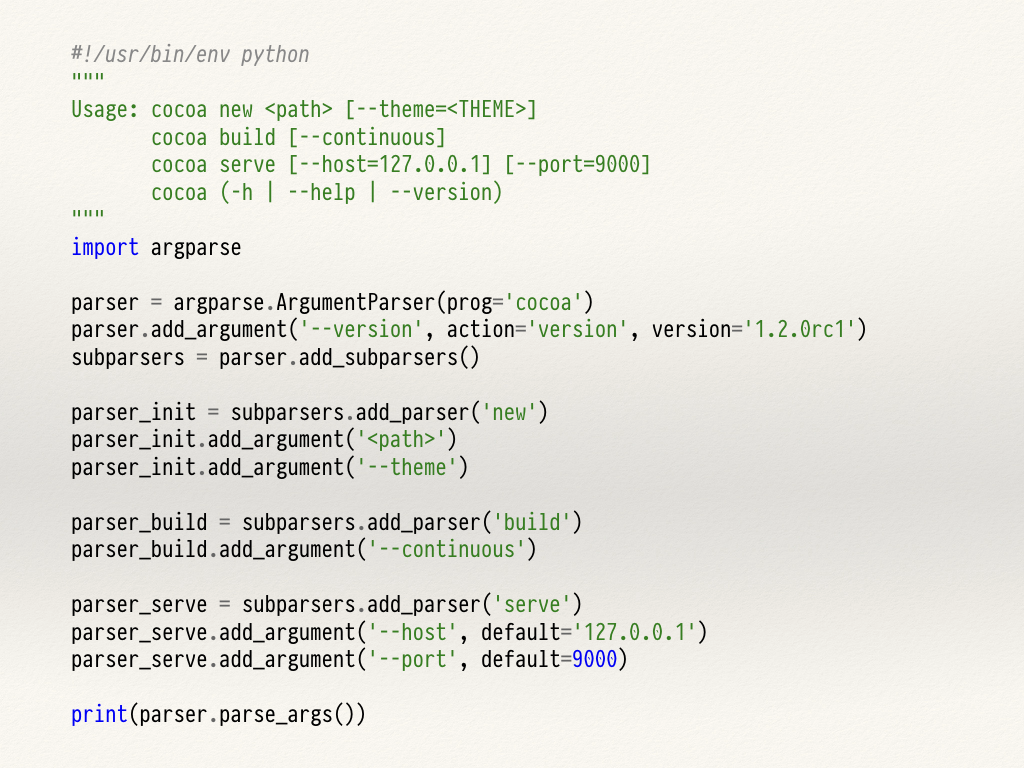 #!/usr/bin/env python
"""
Usage: cocoa new <path> [--theme=<THEME>]
       cocoa build [--continuous]
       cocoa serve [--host=127.0.0.1] [--port=9000]
       cocoa (-h | --help | --version)
"""
import argparse

parser = argparse.ArgumentParser(prog='cocoa')
parser.add_argument('--version', action='version', version='1.2.0rc1')
subparsers = parser.add_subparsers()

parser_init = subparsers.add_parser('new')
parser_init.add_argument('<path>')
parser_init.add_argument('--theme')

parser_build = subparsers.add_parser('build')
parser_build.add_argument('--continuous')

parser_serve = subparsers.add_parser('serve')
parser_serve.add_argument('--host', default='127.0.0.1')
parser_serve.add_argument('--port', default=9000)

print(parser.parse_args())